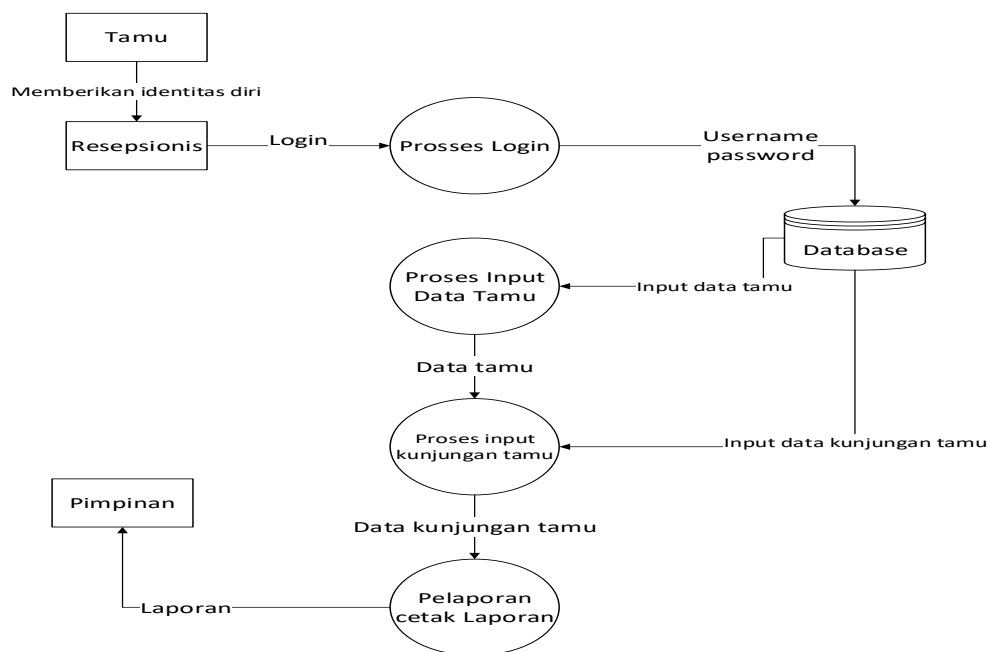 Tamu
Memberikan identitas diri
Resepsionis
Login
Prosses Login
Username
password
Database
Proses Input
Data Tamu
Input data tamu
Data tamu
Proses input
kunjungan tamu
Input data kunjungan tamu
Pimpinan
Data kunjungan tamu
Laporan
Pelaporan
cetak Laporan